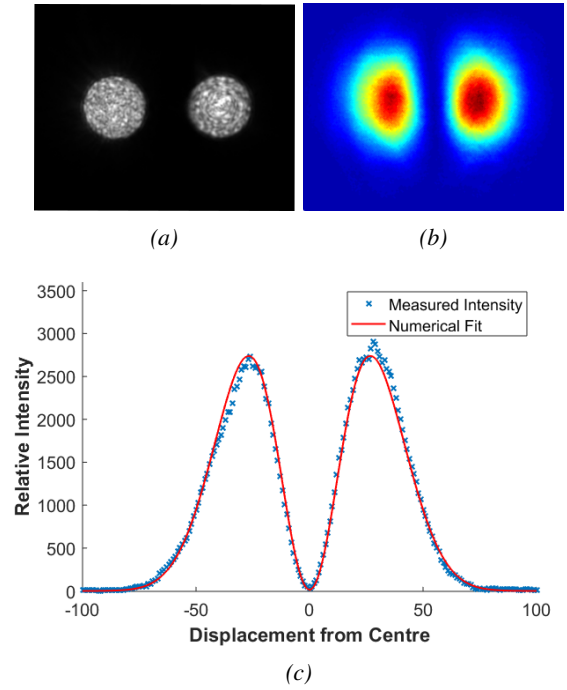 (a)
(b)
3500
3000
2500
2000
1500
1000
500
0
Relative Intensity
Measured Intensity
Numerical Fit
-100
-50
0
50
100
Displacement from Centre
(c)